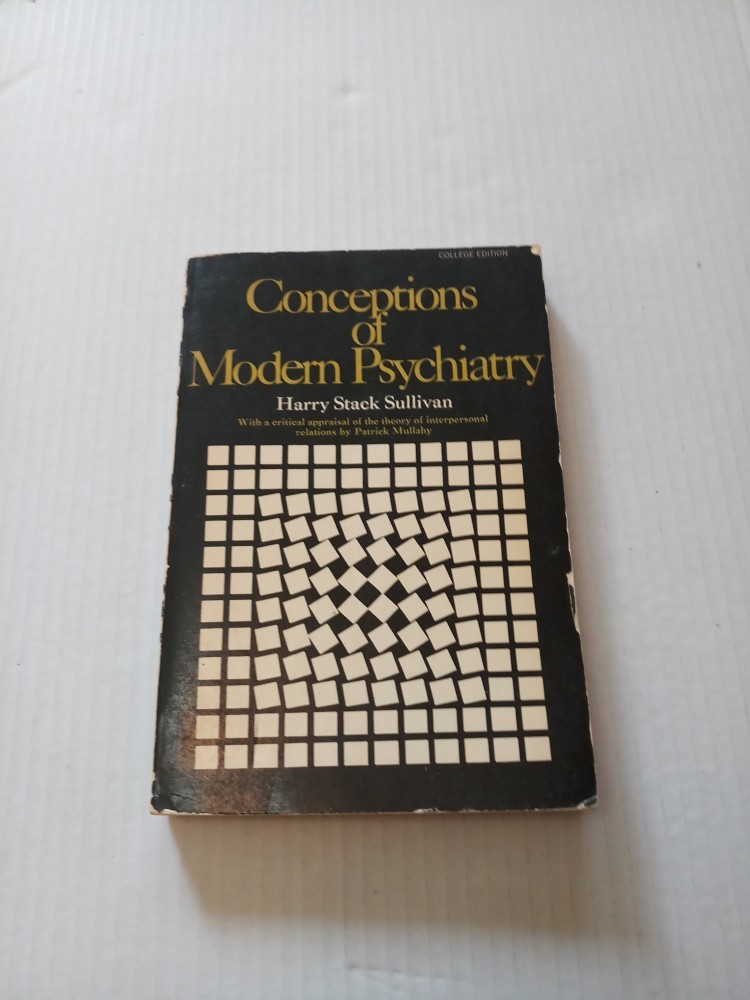 COLLEGE EDITION
Conceptions
of
Modern Psychiatry
Harry Stack Sullivan
With a critical appraisal of the theory of interpersonal
relations by Patrick Mullahy